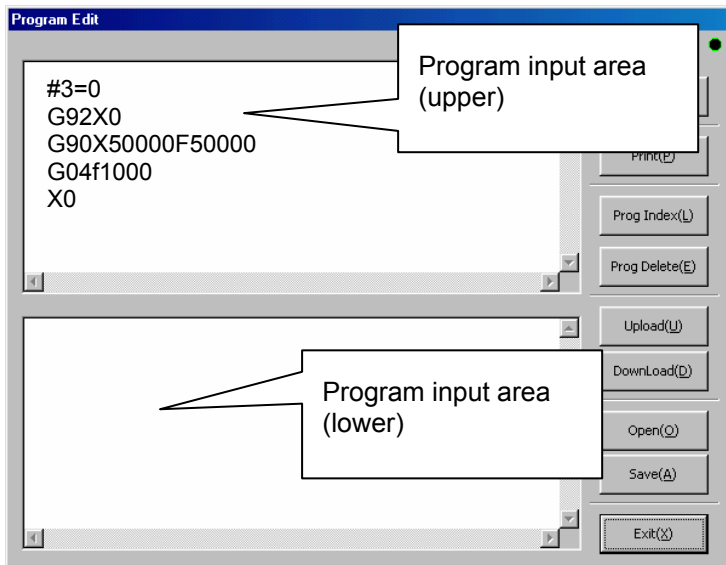 Program Edit
#3=0
G92X0
G90X50000F50000
G04f1000
X0
Program input area
(upper)
Print(P)
Prog Index(L)
Prog Delete(E)
Upload(U)
DownLoad(D)
Program input area
(lower)
Open(O)
Save(A)
Exit(X)